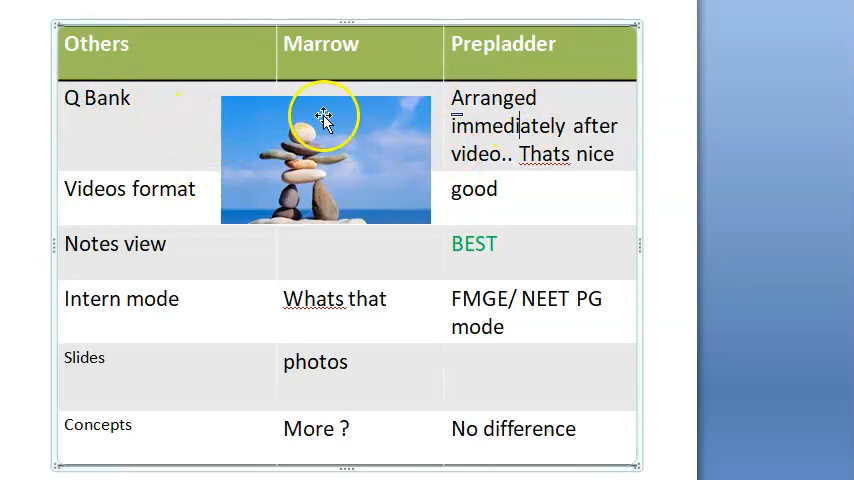 Others Marrow Prepladder
Q Bank Arranged
immediately after
video.. Thats nice
Videos format good
Notes view BEST
Intern mode Whats that FMGE/ NEET PG
mode
Slides photos
Concepts More ? No difference